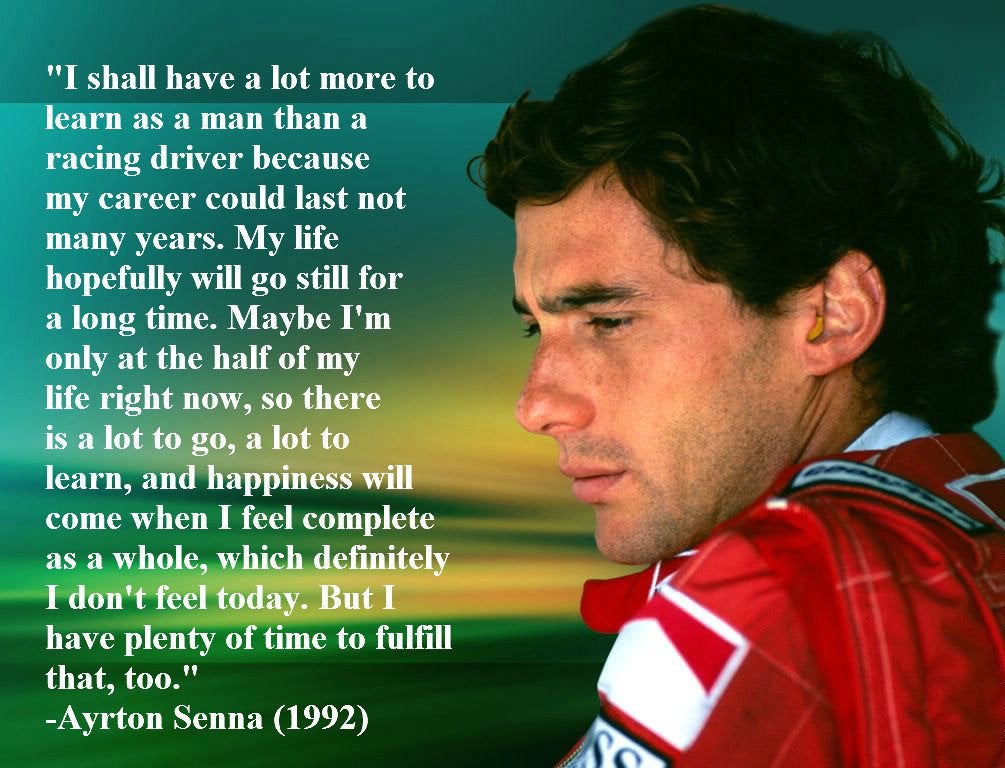 "I shall have a lot more to
learn as a man than a
racing driver because
my career could last not
many years. My life
hopefully will go still for
a long time. Maybe I'm
only at the half of my
life right now, so there
is a lot to go, a lot to
learn, and happiness will
come when I feel complete
as a whole, which definitely
I don't feel today. But I
have plenty of time to fulfill
that, too."
-Ayrton Senna (1992)